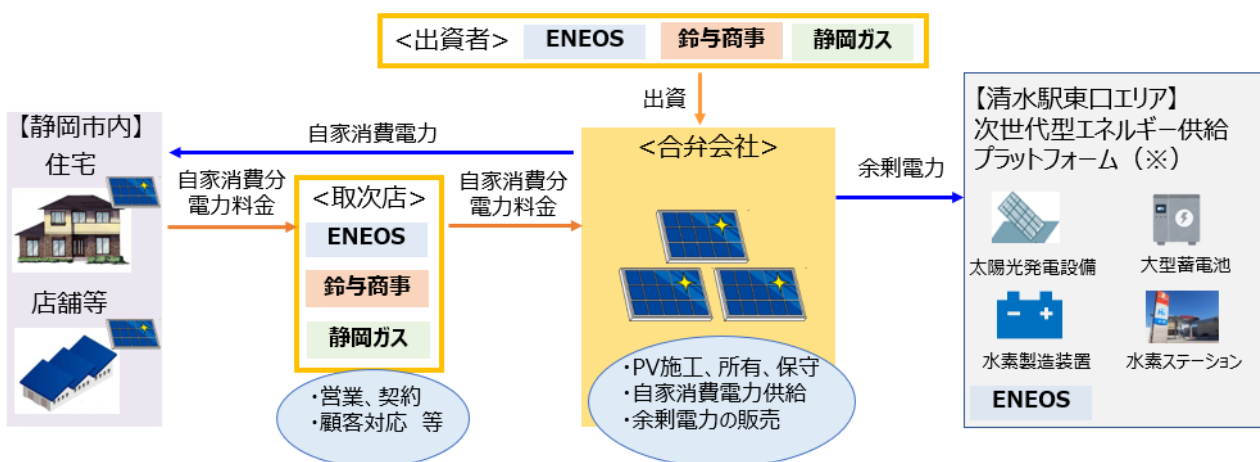 <出資者> ENEOS 鈴与商事 静岡ガス
出資
【静岡市内】
住宅
店舗等
自家消費電力
自家消費分
電力料金
<取次店>
ENEOS
鈴与商事
静岡ガス
・営業、契約
・顧客対応 等
自家消費分
電力料金
<合弁会社>
・PV施工、所有、保守
・自家消費電力供給
・余剰電力の販売
余剰電力
【清水駅東口エリア】
次世代型エネルギー供給
プラットフォーム（※）
太陽光発電設備
大型蓄電池
水素製造装置
水素ステーション
ENEOS